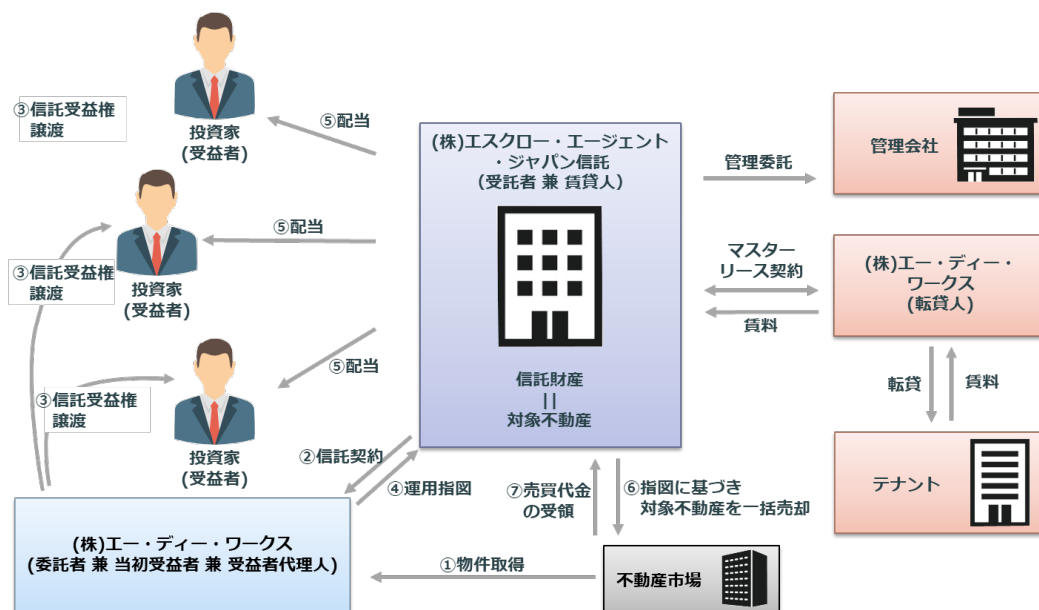 ③信託受益権
譲渡
投資家
(受益者)
⑤配当
③信託受益権
譲渡
投資家
(受益者)
⑤配当
③信託受益権
譲渡
投資家
(受益者)
⑤配当
(株)エスクロー・エージェント
・ジャパン信託
(受託者 兼 賃貸人)
信託財産
||
対象不動産
管理委託
管理会社
マスター
リース契約
賃料
(株)エー・ディー・
ワークス
(転貸人)
転貸
賃料
テナント
②信託契約
④運用指図
⑦売買代金
の受領
⑥指図に基づき
対象不動産を一括売却
(株)エー・ディー・ワークス
(委託者 兼 当初受益者 兼 受益者代理人)
①物件取得
不動産市場